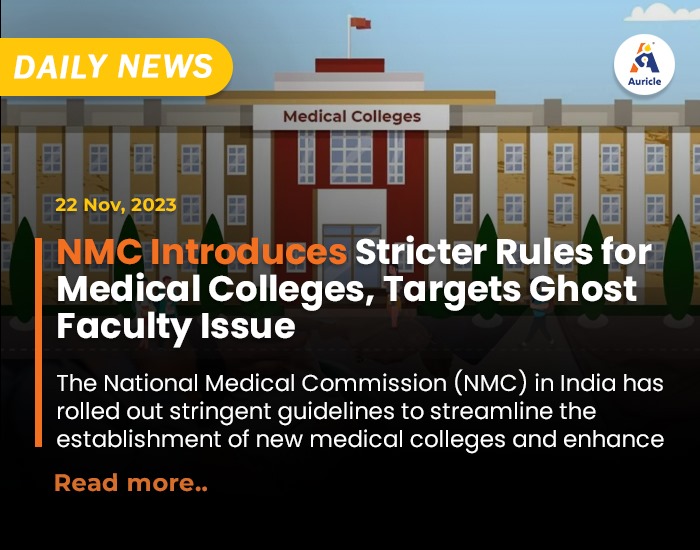 DAILY NEWS
Auricle
Medical Colleges
22 Nov, 2023
NMC Introduces Stricter Rules for
Medical Colleges, Targets Ghost
Faculty Issue
The National Medical Commission (NMC) in India has
rolled out stringent guidelines to streamline the
establishment of new medical colleges and enhance
Read more..